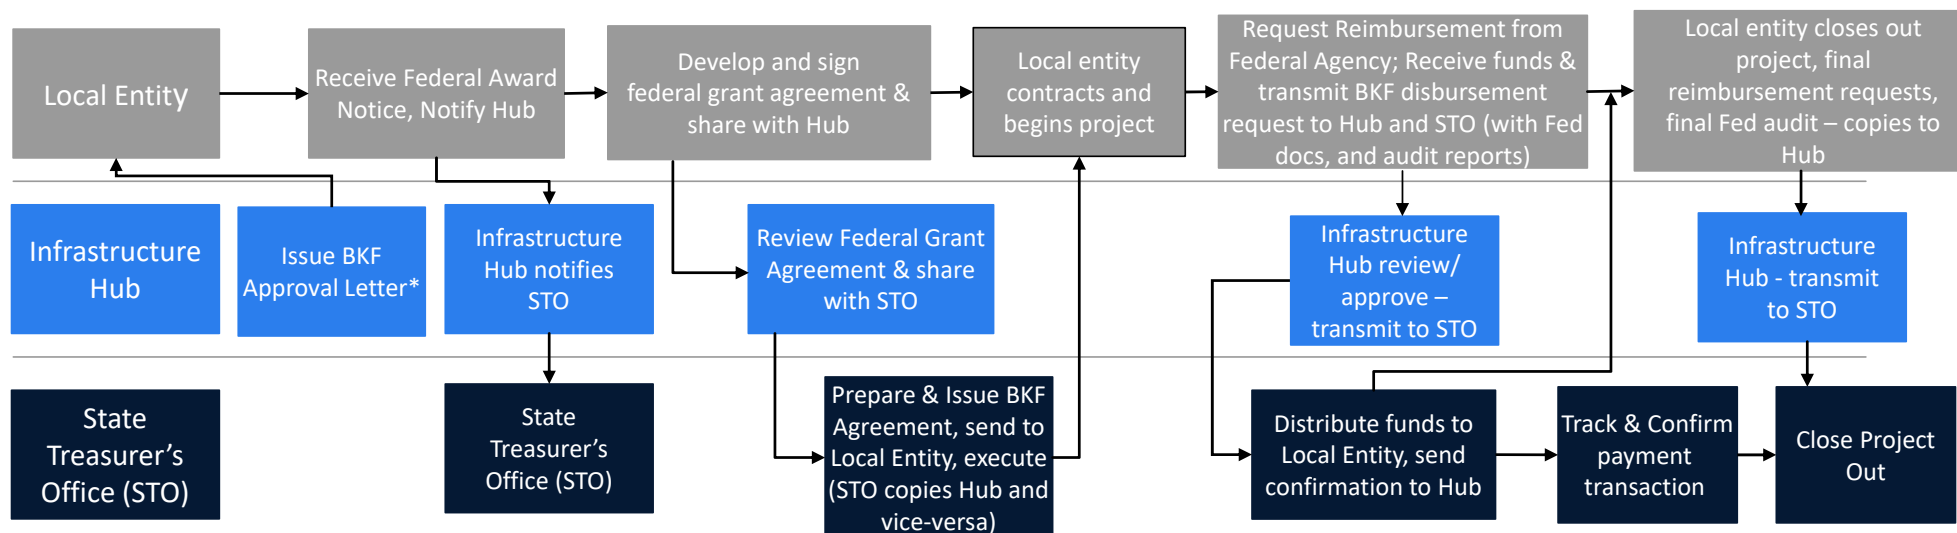 Local Entity
Receive Federal Award
Notice, Notify Hub
Develop and sign
federal grant agreement &
share with Hub
Local entity
contracts and
begins project
Request Reimbursement from
Federal Agency; Receive funds &
transmit BKF disbursement
request to Hub and STO (with Fed
docs, and audit reports)
Local entity closes out
project, final
reimbursement requests,
final Fed audit – copies to
Hub
Infrastructure
Hub
Issue BKF
Approval Letter*
Infrastructure
Hub notifies
STO
Review Federal Grant
Agreement & share
with STO
Infrastructure
Hub review/
approve –
transmit to STO
Infrastructure
Hub - transmit
to STO
State
Treasurer's
Office (STO)
State
Treasurer's
Office (STO)
Prepare & Issue BKF
Agreement, send to
Local Entity, execute
(STO copies Hub and
vice-versa)
Distribute funds to
Local Entity, send
confirmation to Hub
Track & Confirm
payment
transaction
Close Project
Out